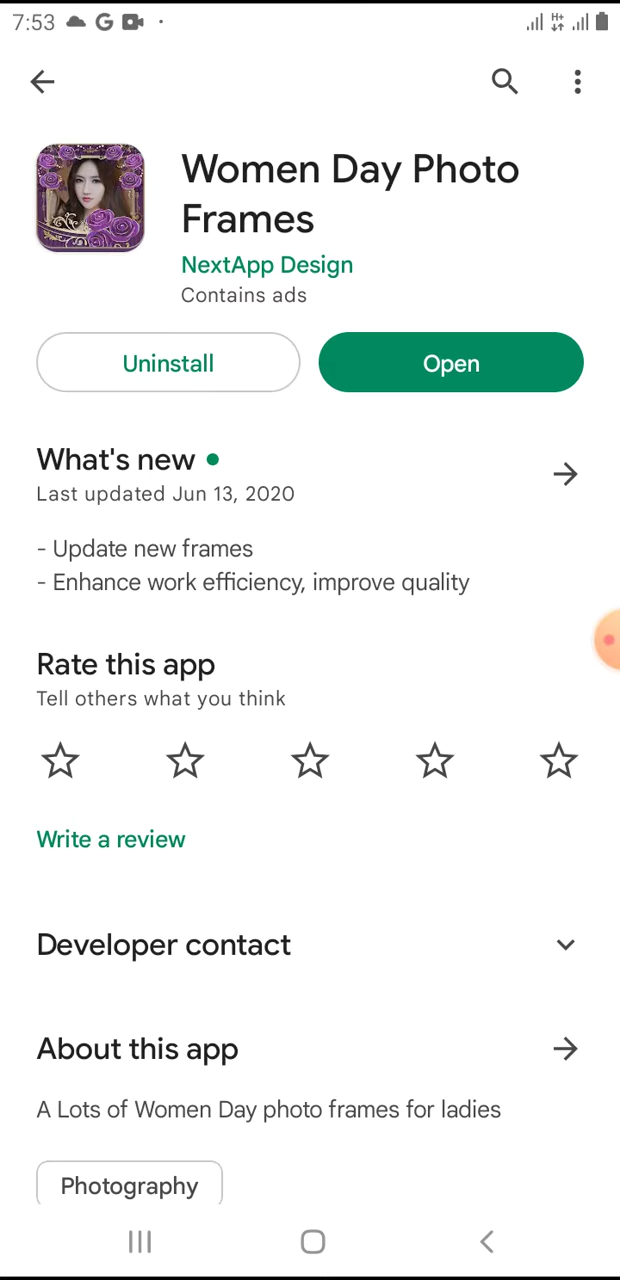 7:53
H+
Women Day Photo
Frames
NextApp Design
Contains ads
Uninstall
Open
What's new
Last updated Jun 13, 2020
- Update new frames
- Enhance work efficiency, improve quality
Rate this app
Tell others what you think
Write a review
Developer contact
About this app
A Lots of Women Day photo frames for ladies
Photography